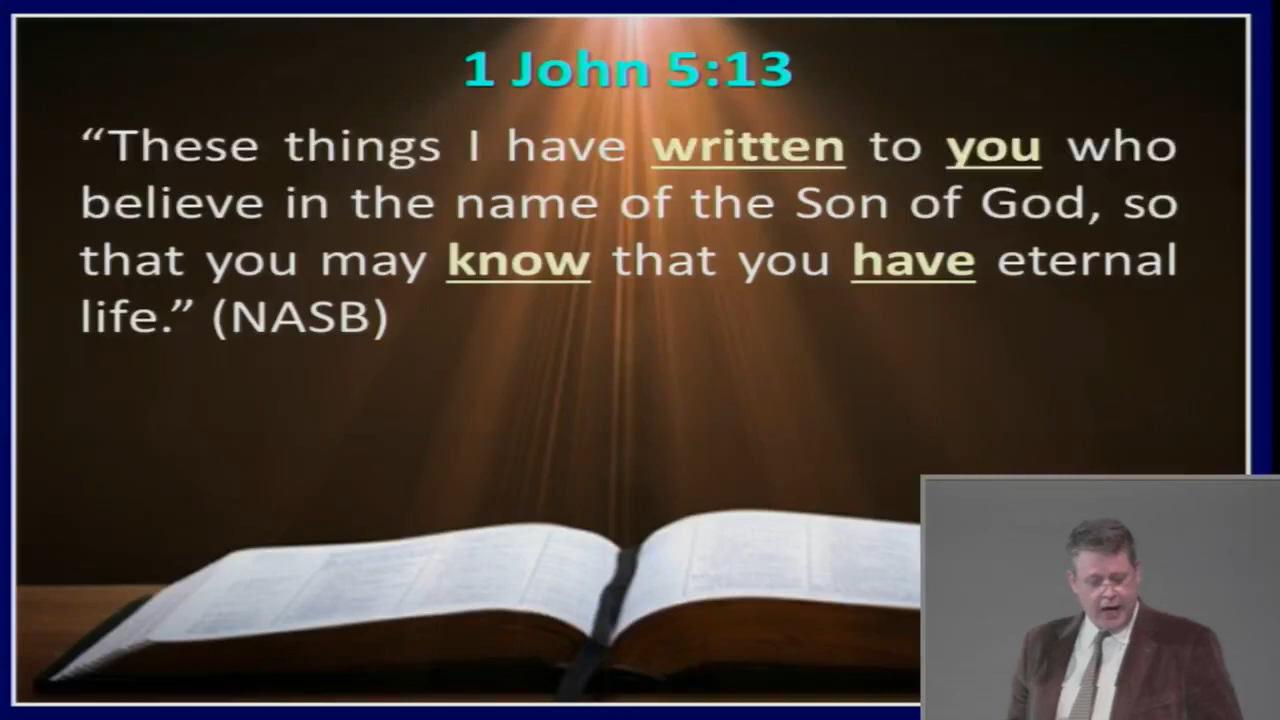 1 John 5:13
“These things I have written to you who
believe in the name of the Son of God, so
that you may know that you have eternal
life.” (NASB)